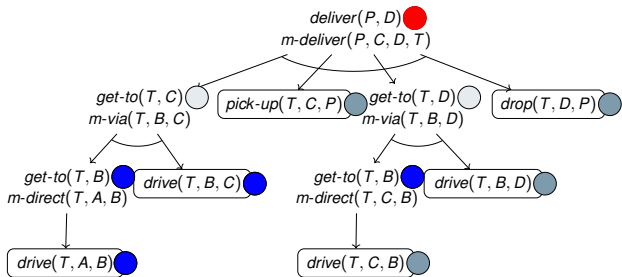 deliver(P, D)
m-deliver(P, C, D, T)
get-to(T, C)
m-via(T, B, C)
pick-up(T, C, P)
get-to(T, D)
m-via(T, B, D)
drop(T, D, P)
get-to(T, B)
m-direct(T, A, B)
drive(T, B, C)
get-to(T, B)
m-direct(T, C, B)
drive(T, B, D)
drive(T, A, B)
drive(T, C, B)